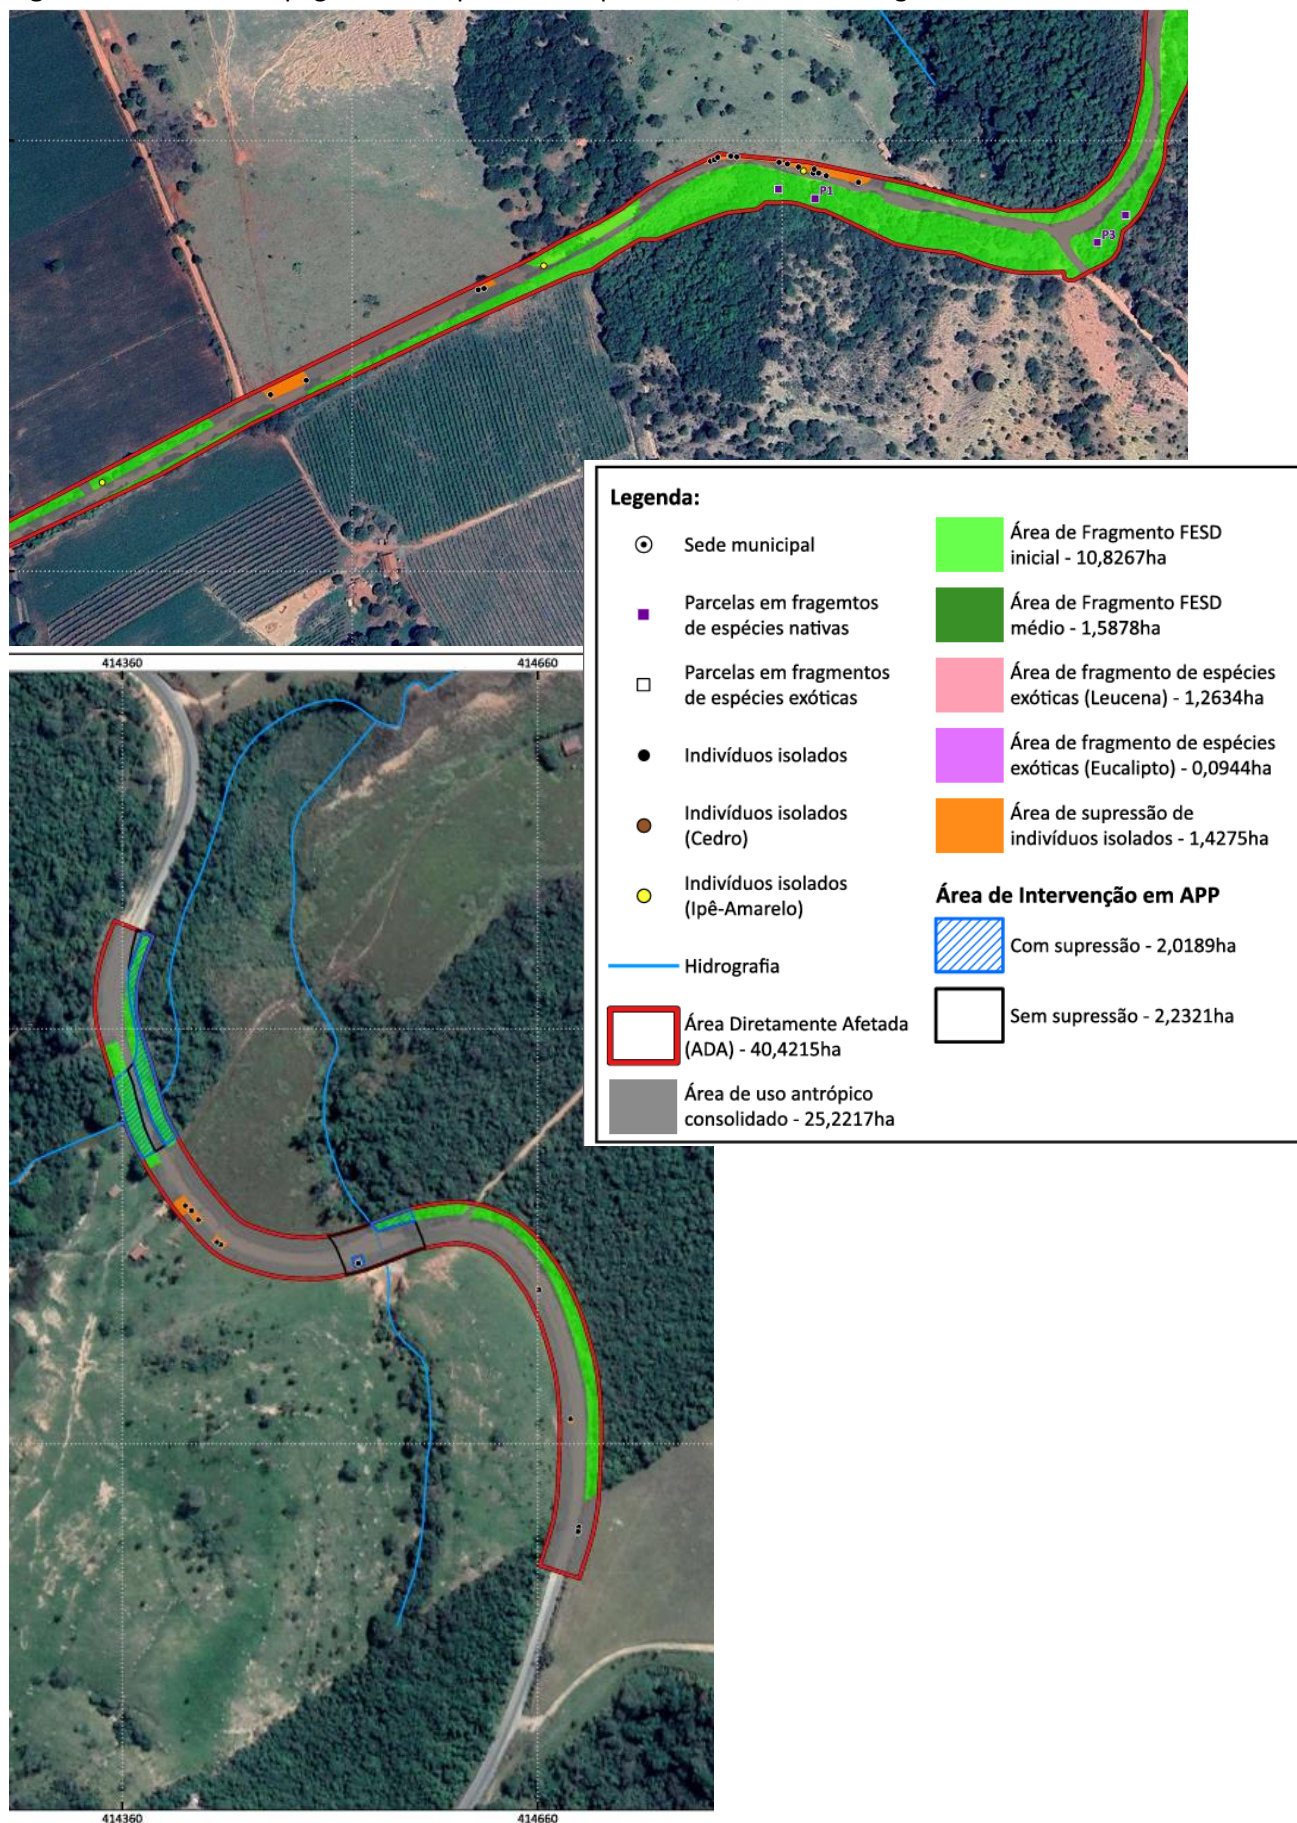 P1
P3
414360
414660
Legenda:
Sede municipal
Parcelas em fragemtos
de espécies nativas
Parcelas em fragmentos
de espécies exóticas
Indivíduos isolados
Indivíduos isolados
(Cedro)
Indivíduos isolados
(Ipê-Amarelo)
Hidrografia
Área Diretamente Afetada
(ADA) - 40,4215ha
Área de uso antrópico
consolidado - 25,2217ha
Área de Fragmento FESD
inicial - 10,8267ha
Área de Fragmento FESD
médio - 1,5878ha
Área de fragmento de espécies
exóticas (Leucena) - 1,2634ha
Área de fragmento de espécies
exóticas (Eucalipto) - 0,0944ha
Área de supressão de
indivíduos isolados - 1,4275ha
Área de Intervenção em APP
Com supressão - 2,0189ha
Sem supressão - 2,2321ha
414360
414660